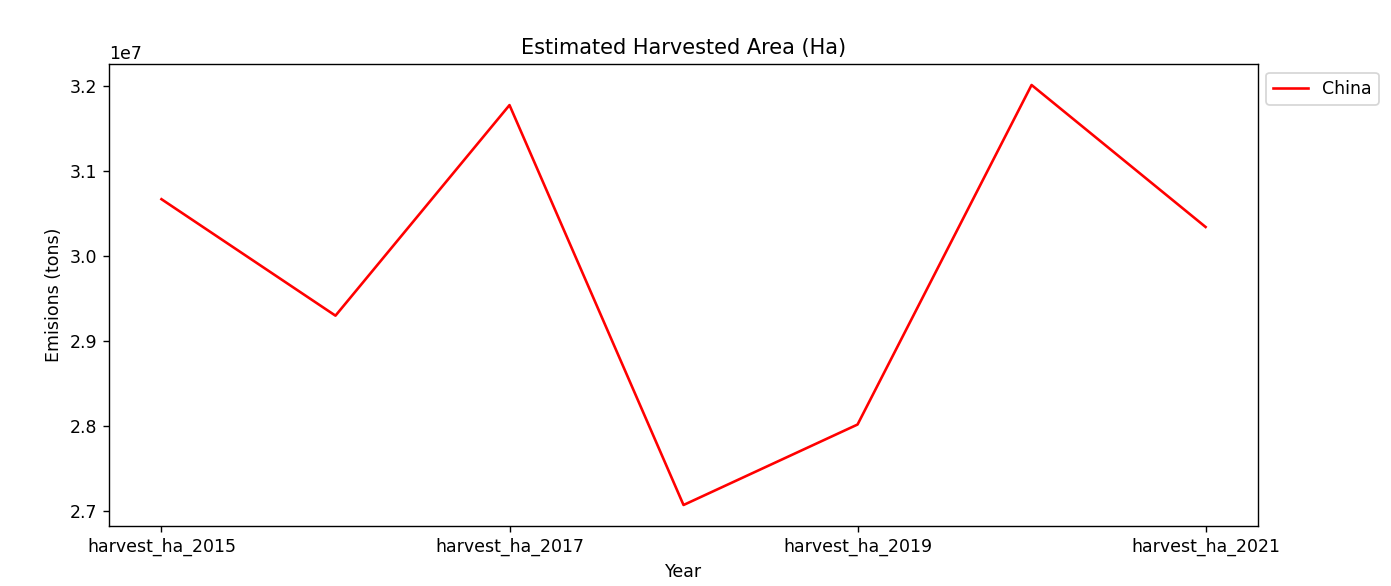 Estimated Harvested Area (Ha)
1e7
3.2
3.1
3.0
2.9
2.8
2.7
Emisions (tons)
harvest_ha_2015
harvest_ha_2017
harvest_ha_2019
harvest_ha_2021
Year
China